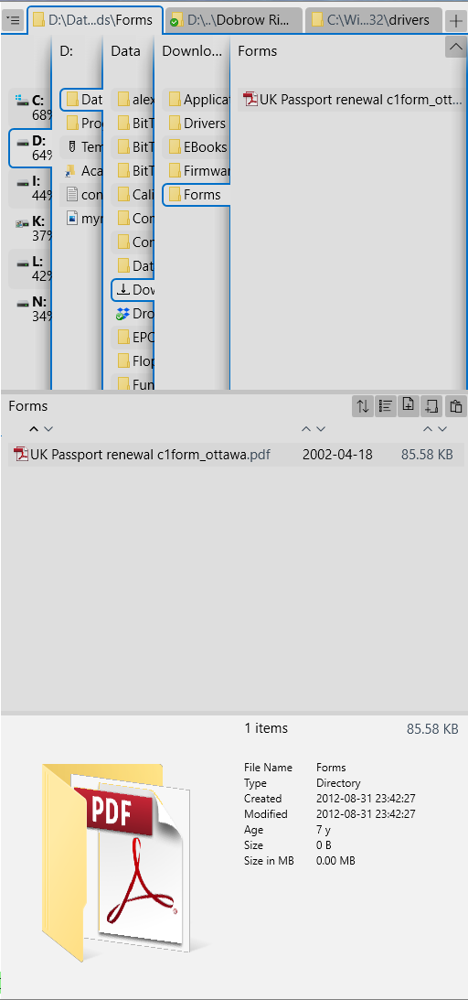 D:\Dat...ds\Forms
D:\..\Dobrow Ri...
C:\Wi...32\drivers
D:
Data
Downlo...
Forms
C:
68%
D:
64%
I:
44%
K:
37%
L:
42%
N:
34%
Dat
Pro
Tem
Aca
con
myr
alex
BitT
BitT
BitT
Cali
Con
Con
Dat
Dow
Dro
EPC
Flop
Fun
Applica
Drivers
EBooks
Firmwar
Forms
UK Passport renewal c1form_ott...
Forms
UK Passport renewal c1form_ottawa.pdf 2002-04-18 85.58 KB
1 items 85.58 KB
File Name Forms
Type Directory
Created 2012-08-31 23:42:27
Modified 2012-08-31 23:42:27
Age 7 y
Size 0 B
Size in MB 0.00 MB
PDF